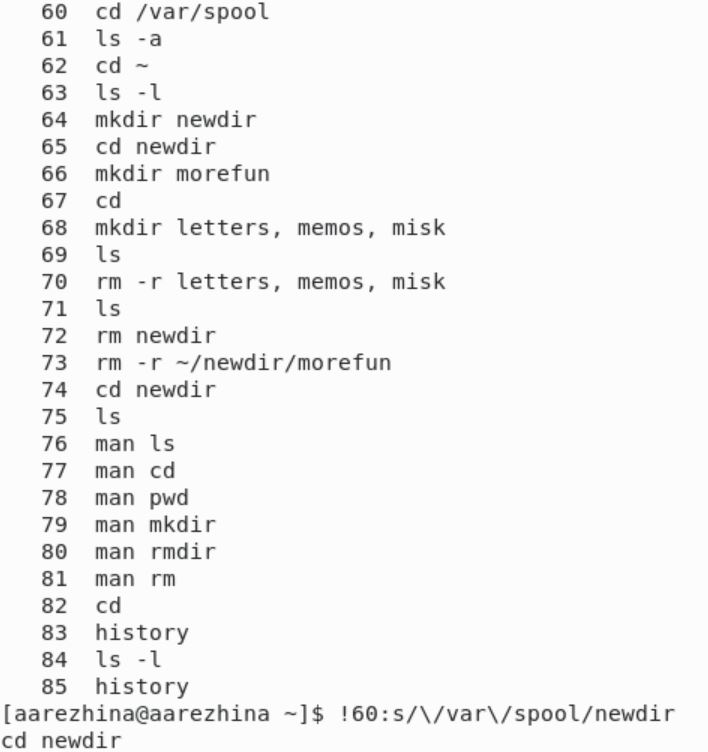 60 cd /var/spool
61 ls -a
62 cd ~
63 ls -l
64 mkdir newdir
65 cd newdir
66 mkdir morefun
67 cd
68 mkdir letters, memos, misk
69 ls
70 rm -r letters, memos, misk
71 ls
72 rm newdir
73 rm -r ~/newdir/morefun
74 cd newdir
75 ls
76 man ls
77 man cd
78 man pwd
79 man mkdir
80 man rmdir
81 man rm
82 cd
83 history
84 ls -l
85 history
[aarezhina@aarezhina ~]$ !60:s/\/var\/spool/newdir
cd newdir